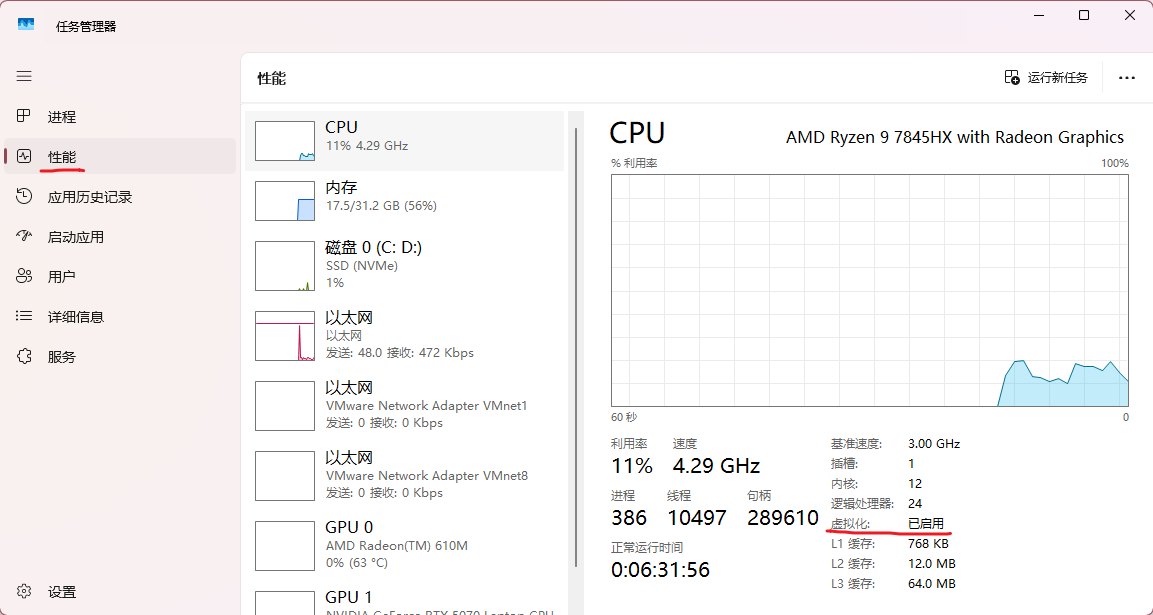 任务管理器
性能
运行新任务
进程
性能
应用历史记录
启动应用
用户
详细信息
服务
设置
CPU
11% 4.29 GHz
内存
17.5/31.2 GB (56%)
磁盘 0 (C: D:)
SSD (NVMe)
1%
以太网
以太网
发送: 48.0 接收: 472 Kbps
以太网
VMware Network Adapter VMnet1
发送: 0 接收: 0 Kbps
以太网
VMware Network Adapter VMnet8
发送: 0 接收: 0 Kbps
GPU 0
AMD Radeon(TM) 610M
0% (63 °C)
GPU 1
NVIDIA GeForce RTX 5070 Laptop GPU
CPU
AMD Ryzen 9 7845HX with Radeon Graphics
% 利用率
100%
60 秒
0
利用率 速度
11% 4.29 GHz
进程 线程 句柄
386 10497 289610
正常运行时间
0:06:31:56
基准速度: 3.00 GHz
插槽: 1
内核: 12
逻辑处理器: 24
虚拟化: 已启用
L1 缓存: 768 KB
L2 缓存: 12.0 MB
L3 缓存: 64.0 MB